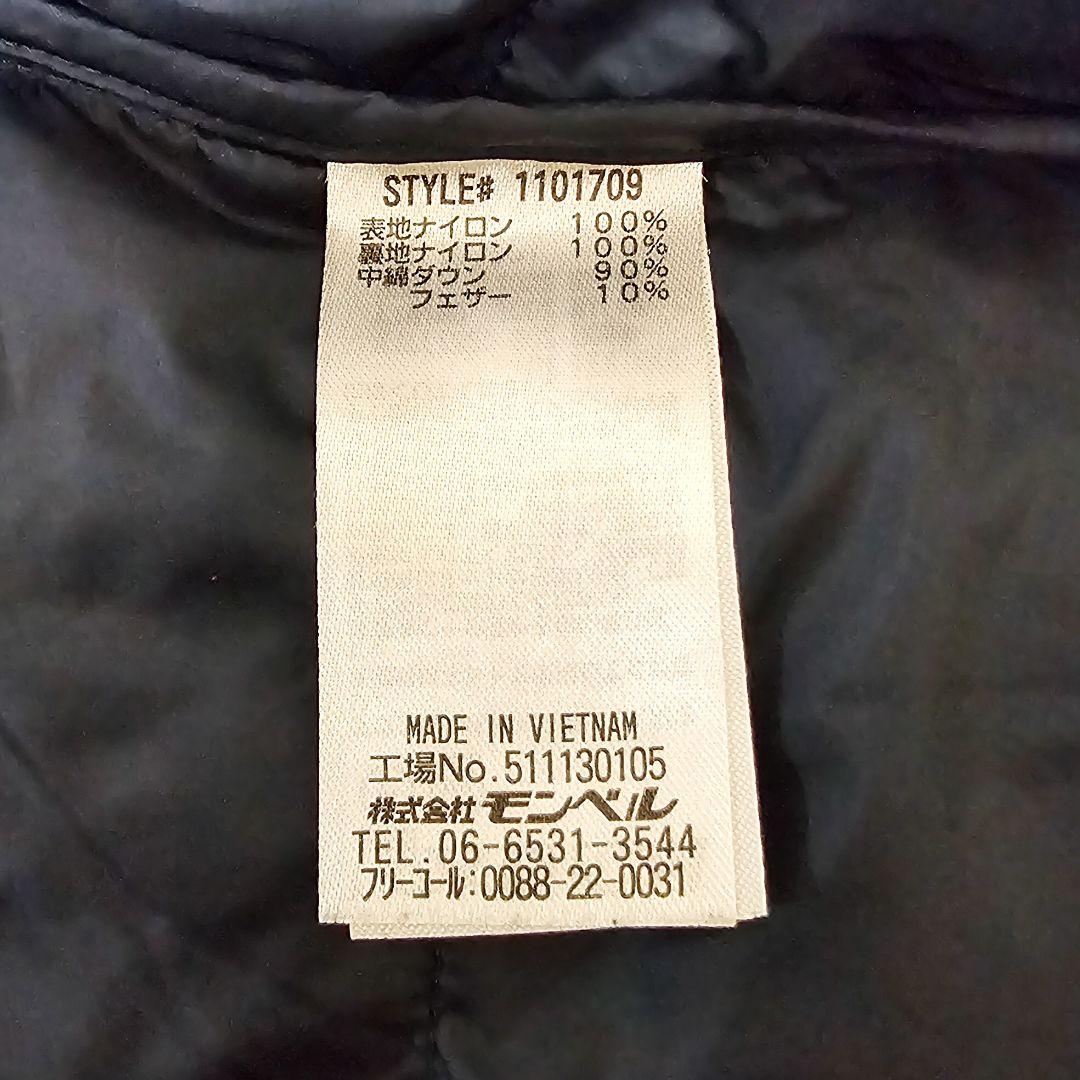 STYLE# 1101709
表地ナイロン 100%
裏地ナイロン 100%
中綿ダウン 90%
フェザー 10%
MADE IN VIETNAM
工場No.511130105
株式会社モンベル
TEL.06-6531-3544
フリーコール:0088-22-0031